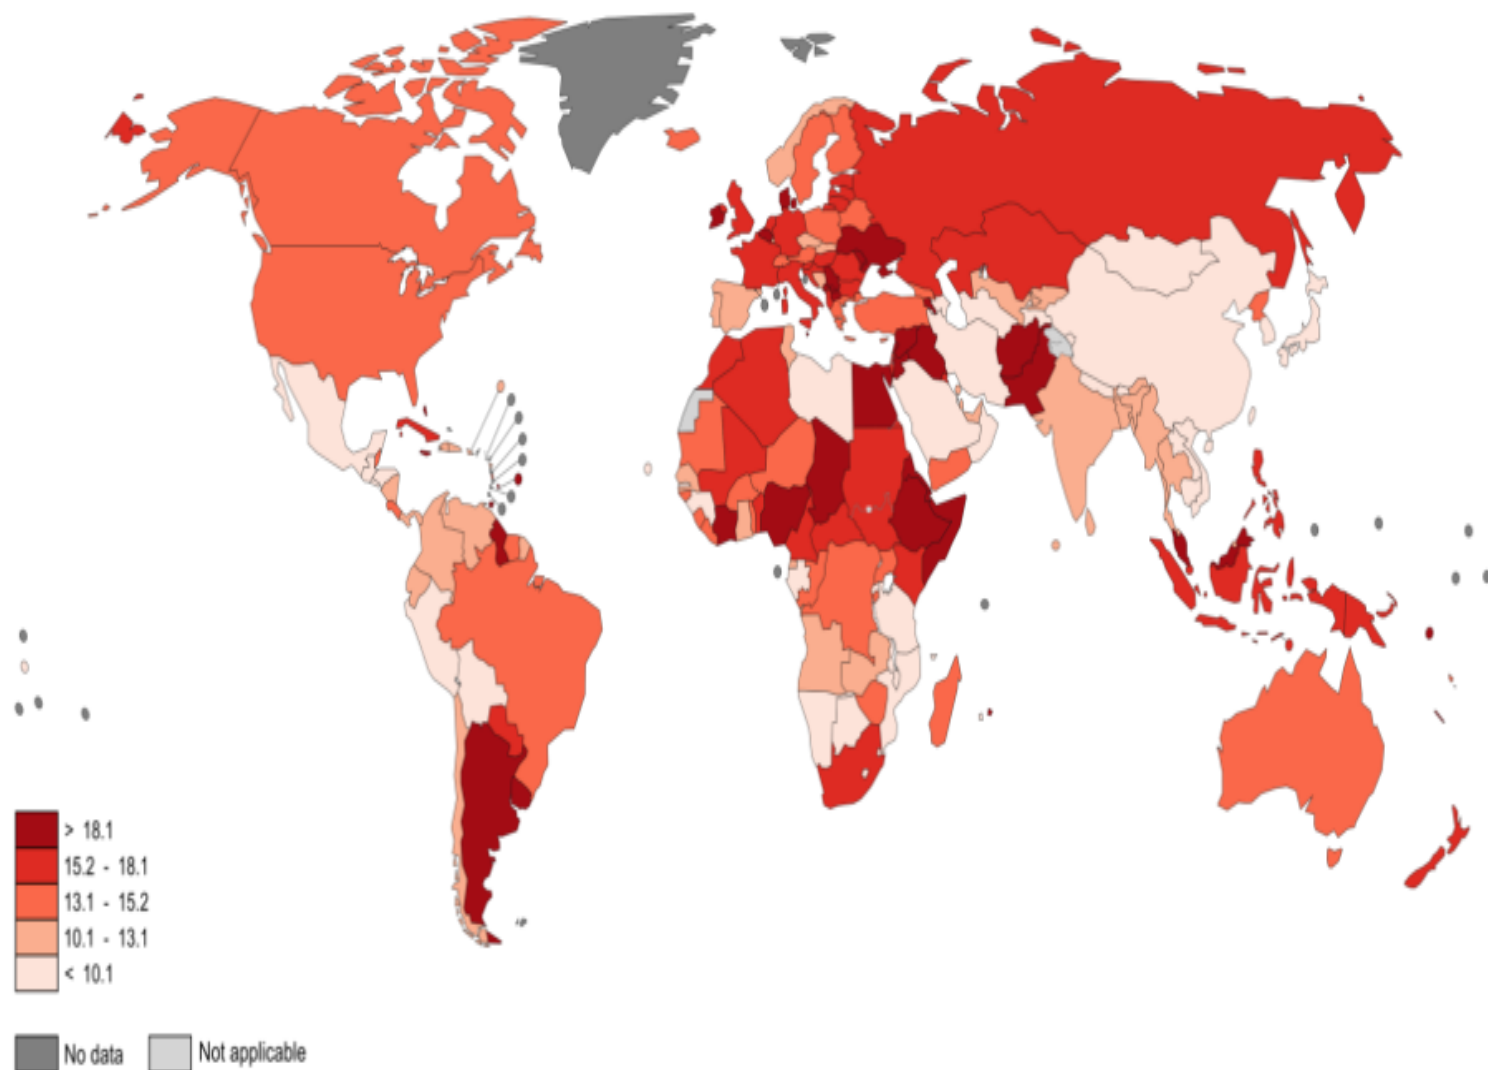 > 18.1
15.2 - 18.1
13.1 - 15.2
10.1 - 13.1
< 10.1
No data
Not applicable